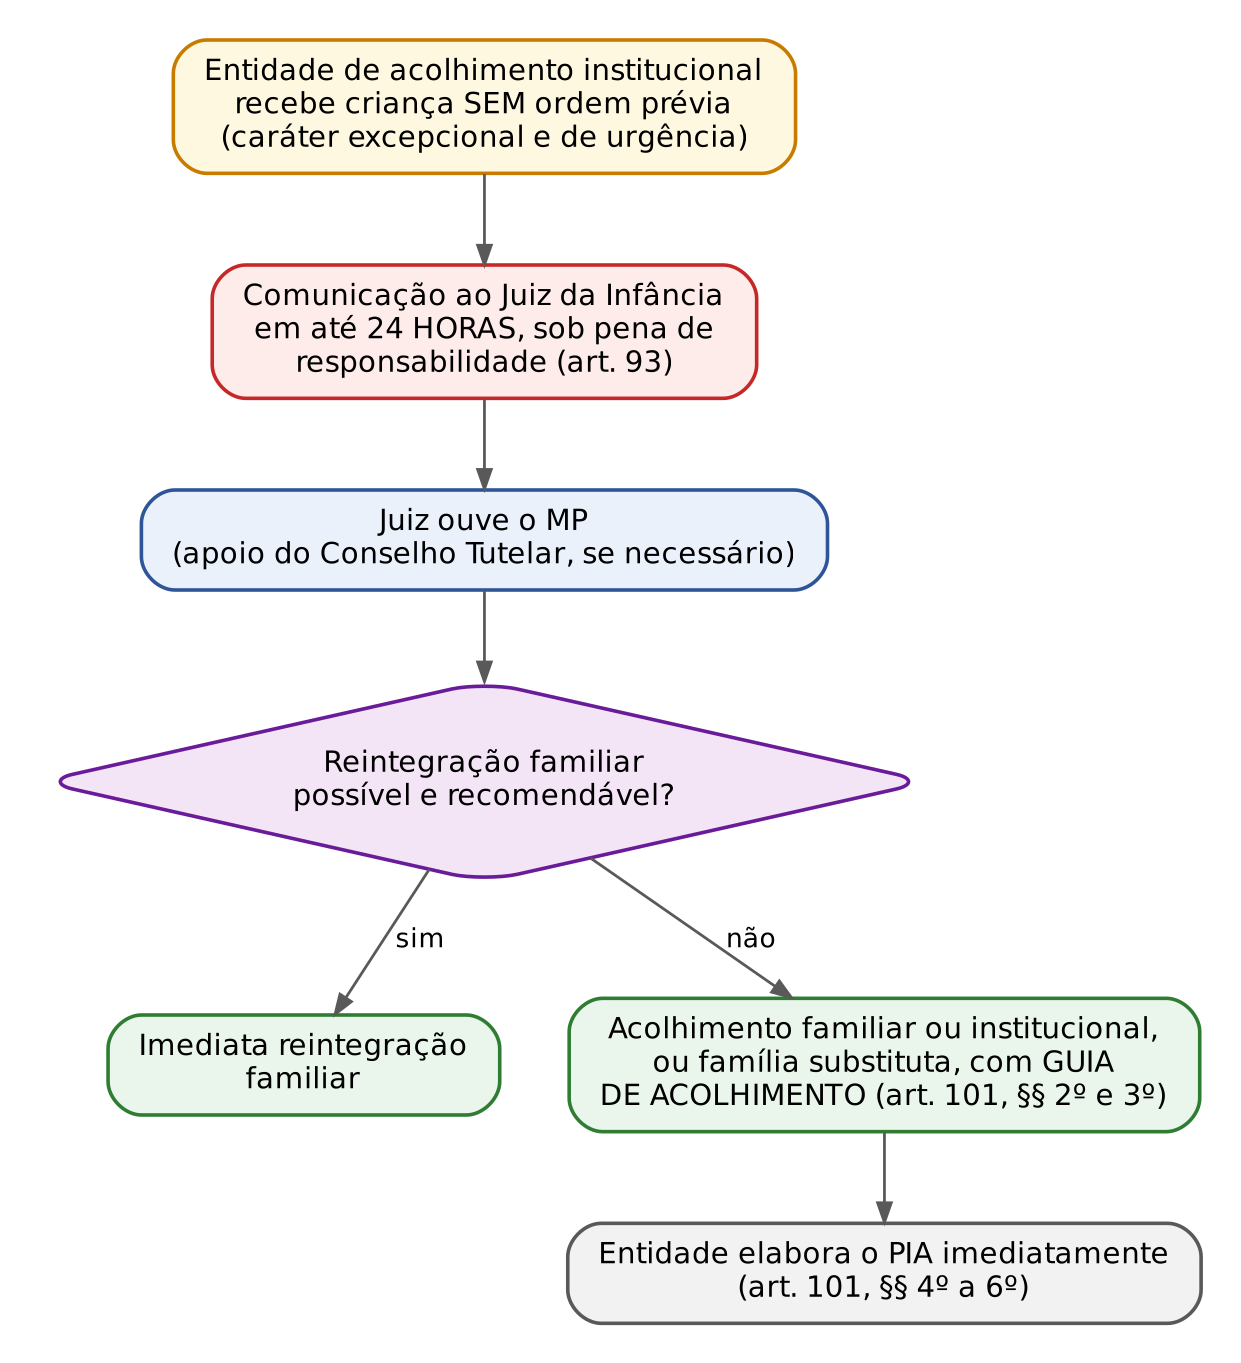 Entidade de acolhimento institucional
recebe criança SEM ordem prévia
(caráter excepcional e de urgência)
Comunicação ao Juiz da Infância
em até 24 HORAS, sob pena de
responsabilidade (art. 93)
Juiz ouve o MP
(apoio do Conselho Tutelar, se necessário)
Reintegração familiar
possível e recomendável?
sim
não
Imediata reintegração
familiar
Acolhimento familiar ou institucional,
ou família substituta, com GUIA
DE ACOLHIMENTO (art. 101, §§ 2º e 3º)
Entidade elabora o PIA imediatamente
(art. 101, §§ 4º a 6º)